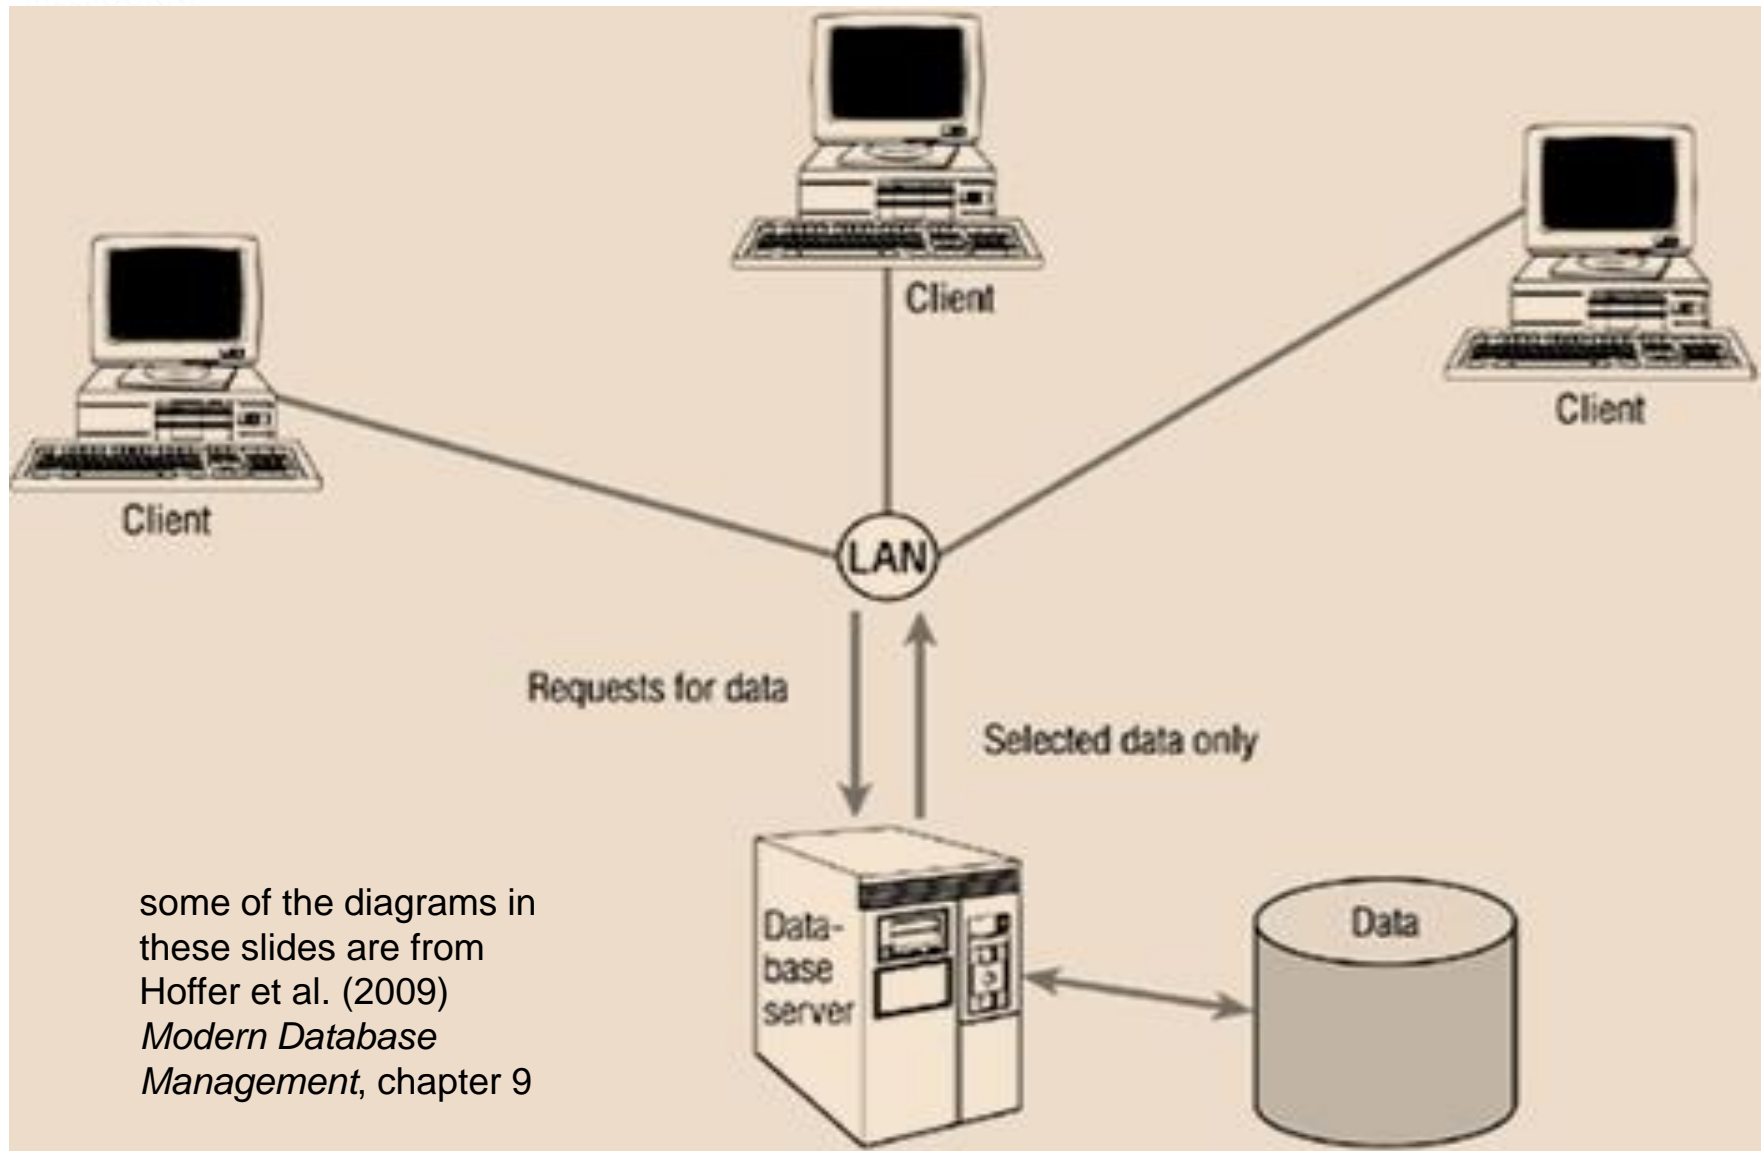 Client
Client
Client
LAN
Requests for data
Selected data only
Data-
base
server
Data
some of the diagrams in
these slides are from
Hoffer et al. (2009)
Modern Database
Management, chapter 9